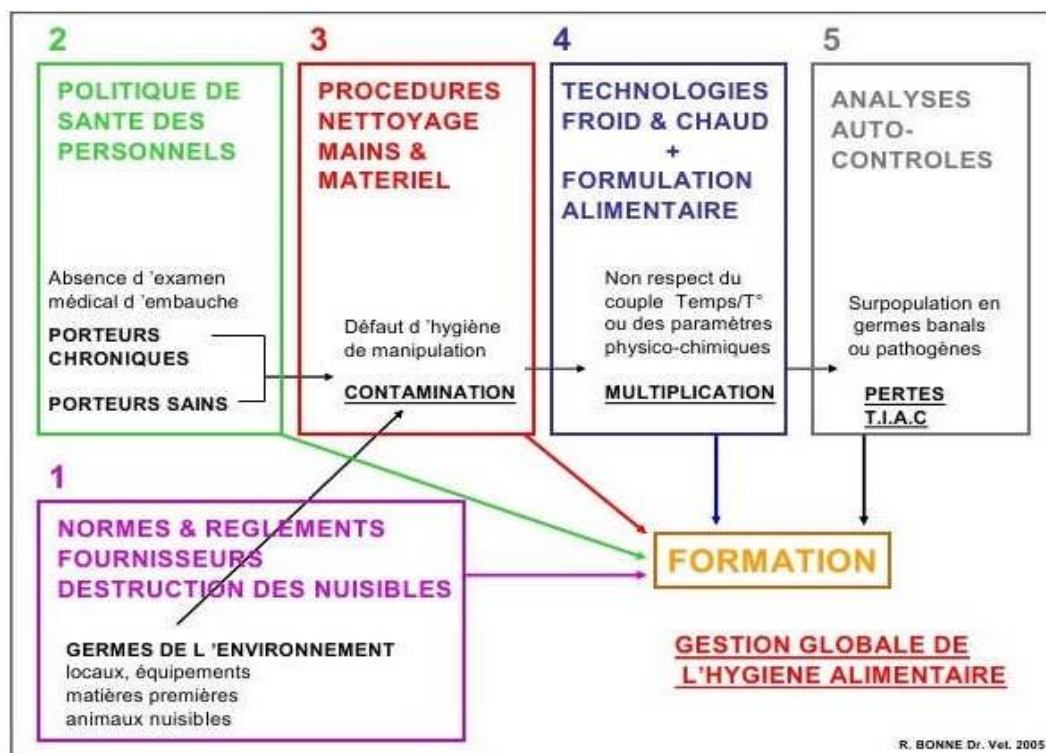 2
POLITIQUE DE
SANTE DES
PERSONNELS
Absence d 'examen
médical d 'embauche
PORTEURS
CHRONIQUES
PORTEURS SAINS
3
PROCEDURES
NETTOYAGE
MAINS &
MATERIEL
Défaut d 'hygiène
de manipulation
CONTAMINATION
4
TECHNOLOGIES
FROID & CHAUD
+
FORMULATION
ALIMENTAIRE
Non respect du
couple Temps/T°
ou des paramètres
physico-chimiques
MULTIPLICATION
5
ANALYSES
AUTO-
CONTROLES
Surpopulation en
germes banals
ou pathogènes
PERTES
T.I.A.C
1
NORMES & REGLEMENTS
FOURNISSEURS
DESTRUCTION DES NUISIBLES
GERMES DE L 'ENVIRONNEMENT
locaux, équipements
matières premières
animaux nuisibles
FORMATION
GESTION GLOBALE DE
L'HYGIENE ALIMENTAIRE
R. BONNE Dr. Vet. 2005